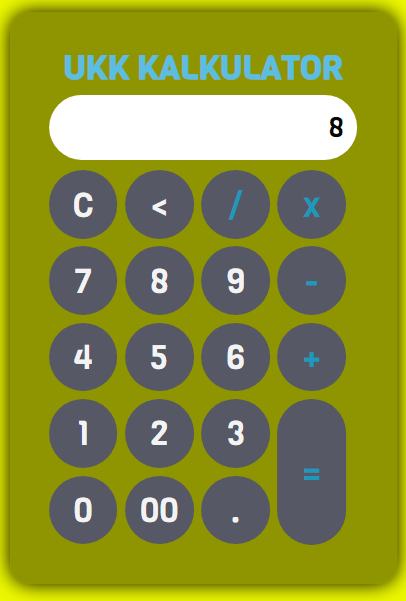 UKK KALKULATOR
8
C < / x
7 8 9 -
4 5 6 +
1 2 3
=
0 00 .